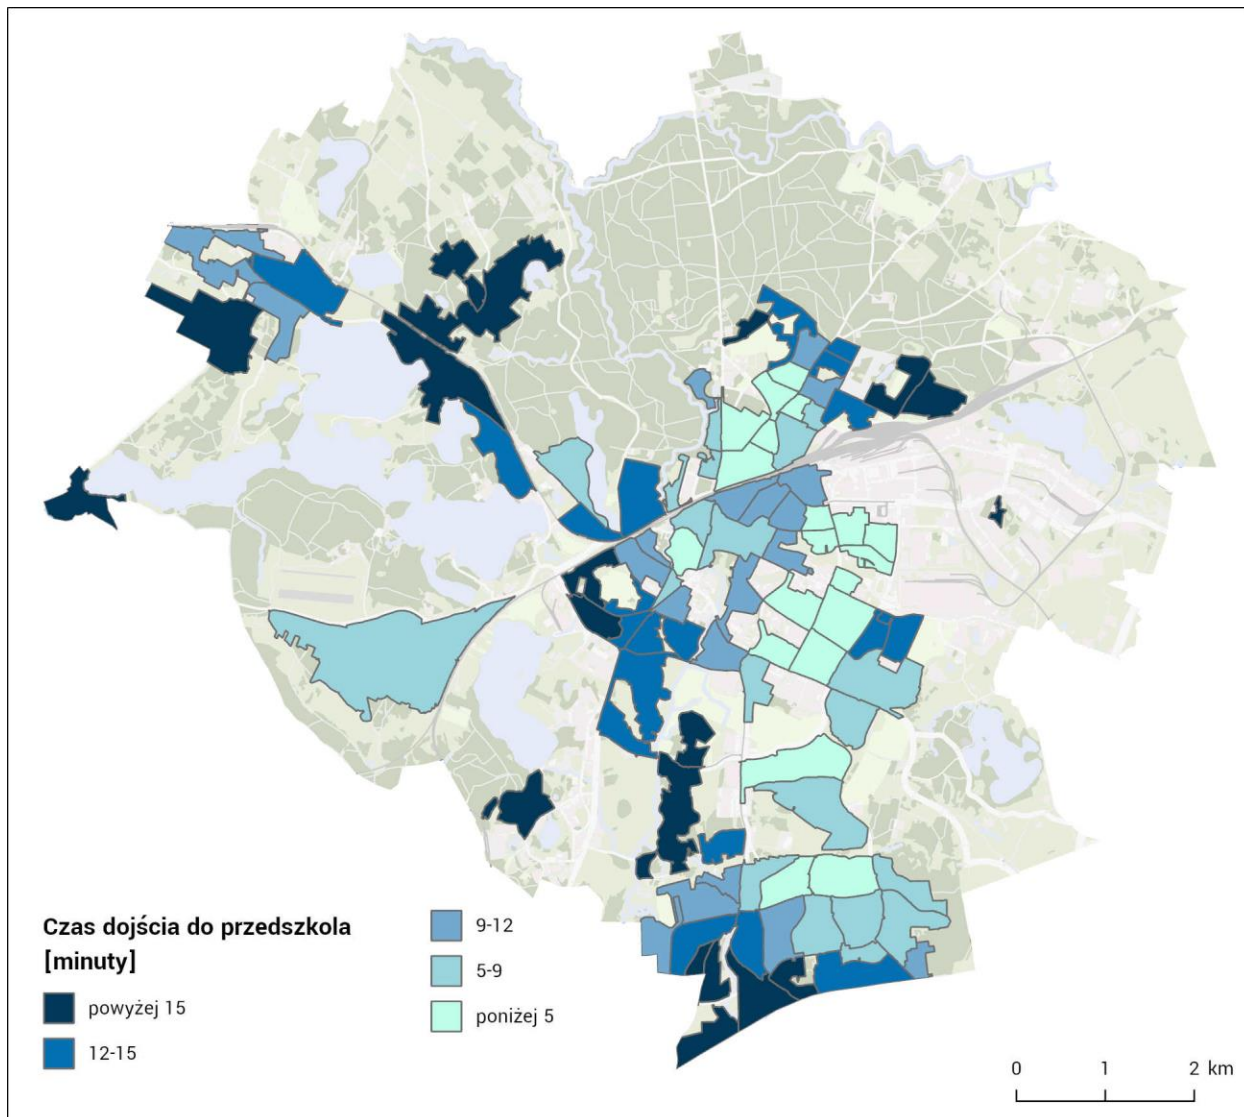 Czas dojścia do przedszkola
[minuty]
powyżej 15
12-15
9-12
5-9
poniżej 5
0 1 2 km